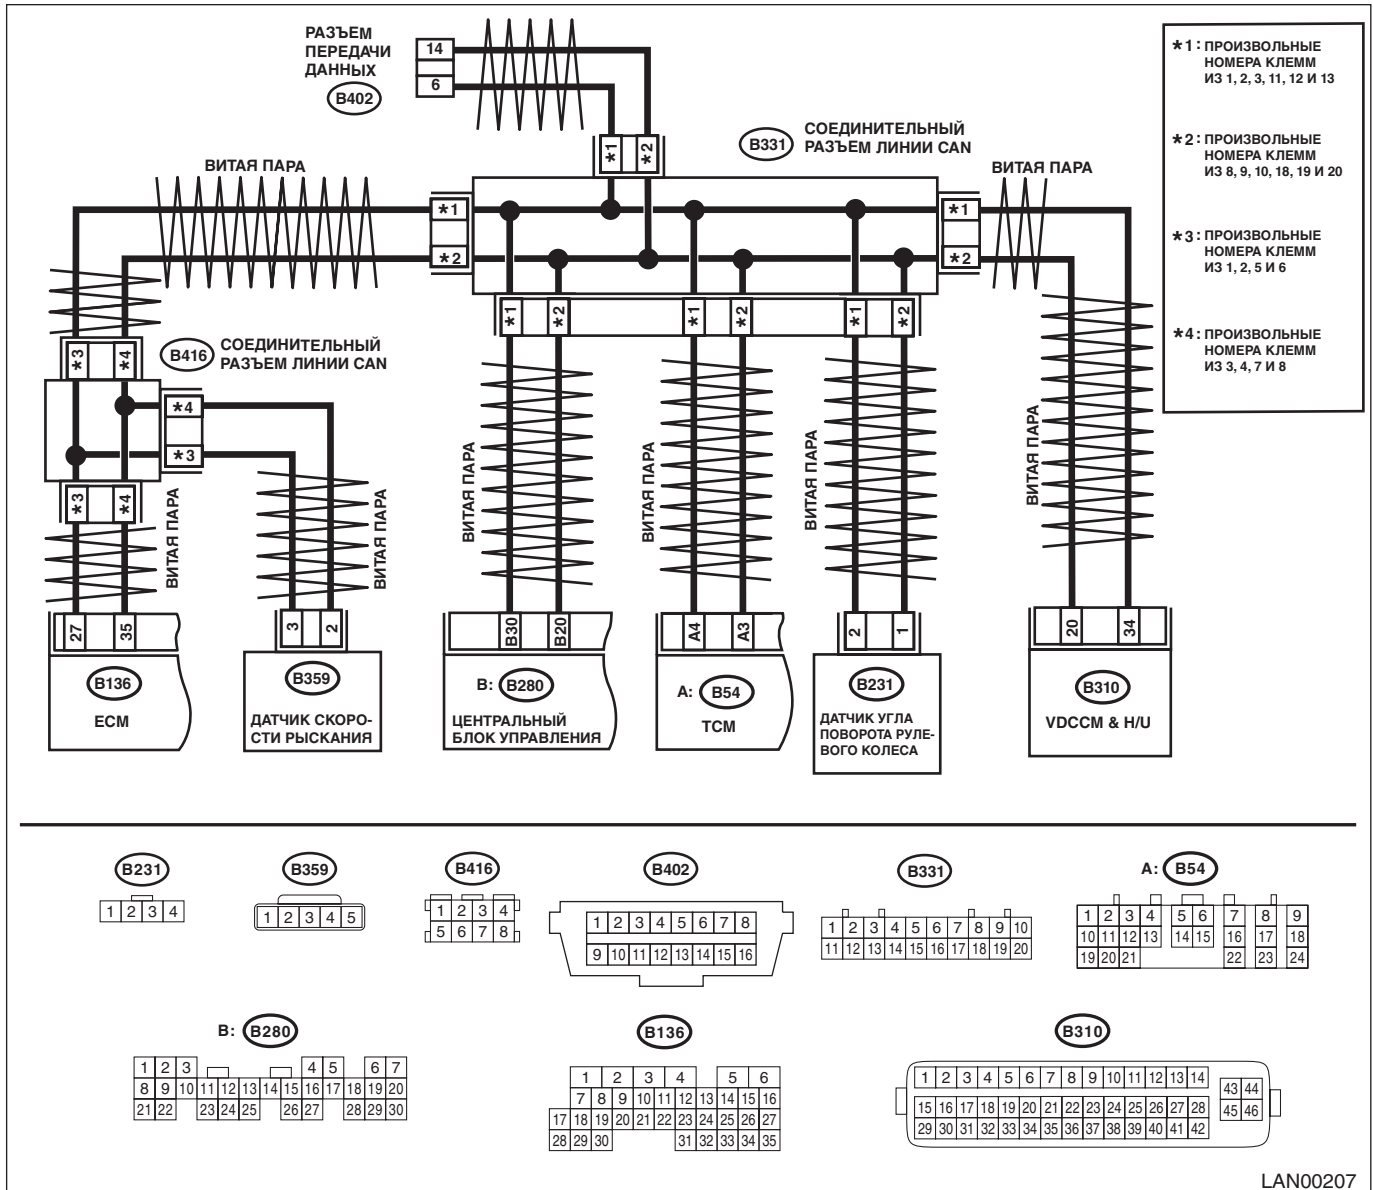 РАЗЪЕМ
ПЕРЕДАЧИ
ДАННЫХ
B402
14
6
*1
*2
B331
СОЕДИНИТЕЛЬНЫЙ
РАЗЪЕМ ЛИНИИ CAN
*1: ПРОИЗВОЛЬНЫЕ
НОМЕРА КЛЕММ
ИЗ 1, 2, 3, 11, 12 И 13
*2: ПРОИЗВОЛЬНЫЕ
НОМЕРА КЛЕММ
ИЗ 8, 9, 10, 18, 19 И 20
*3: ПРОИЗВОЛЬНЫЕ
НОМЕРА КЛЕММ
ИЗ 1, 2, 5 И 6
*4: ПРОИЗВОЛЬНЫЕ
НОМЕРА КЛЕММ
ИЗ 3, 4, 7 И 8
ВИТАЯ ПАРА
*1
*2
*1
*2
ВИТАЯ ПАРА
*1
*2
*1
*2
*1
*2
*3
*4
B416
СОЕДИНИТЕЛЬНЫЙ
РАЗЪЕМ ЛИНИИ CAN
*4
*3
*3
*4
ВИТАЯ ПАРА
ВИТАЯ ПАРА
ВИТАЯ ПАРА
ВИТАЯ ПАРА
ВИТАЯ ПАРА
ВИТАЯ ПАРА
27
35
B136
ECM
3
2
B359
ДАТЧИК СКОРО-
СТИ РЫСКАНИЯ
B30
B20
B: B280
ЦЕНТРАЛЬНЫЙ
БЛОК УПРАВЛЕНИЯ
A4
A3
A: B54
TCM
2
1
B231
ДАТЧИК УГЛА
ПОВОРОТА РУЛЕ-
ВОГО КОЛЕСА
20
34
B310
VDCCM & H/U
B231
1 2 3 4
B359
1 2 3 4 5
B416
1 2 3 4
5 6 7 8
B402
1 2 3 4 5 6 7 8
9 10 11 12 13 14 15 16
B331
1 2 3 4 5 6 7 8 9 10
11 12 13 14 15 16 17 18 19 20
A: B54
1 2 3 4 5 6 7 8 9
10 11 12 13 14 15 16 17 18
19 20 21 22 23 24
B: B280
1 2 3 4 5 6 7
8 9 10 11 12 13 14 15 16 17 18 19 20
21 22 23 24 25 26 27 28 29 30
B136
1 2 3 4 5 6
7 8 9 10 11 12 13 14 15 16
17 18 19 20 21 22 23 24 25 26 27
28 29 30 31 32 33 34 35
B310
1 2 3 4 5 6 7 8 9 10 11 12 13 14
15 16 17 18 19 20 21 22 23 24 25 26 27 28
29 30 31 32 33 34 35 36 37 38 39 40 41 42
43 44
45 46
LAN00207